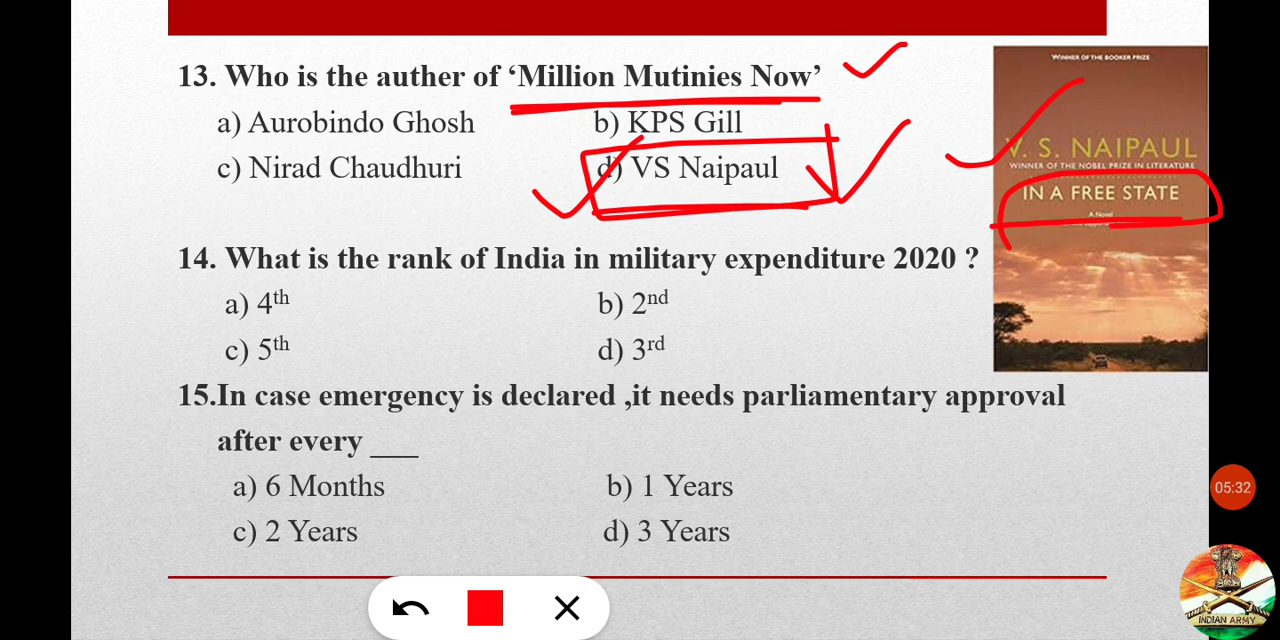 13. Who is the auther of ‘Million Mutinies Now’
a) Aurobindo Ghosh b) KPS Gill
c) Nirad Chaudhuri d) VS Naipaul
14. What is the rank of India in military expenditure 2020 ?
a) 4th b) 2nd
c) 5th d) 3rd
15.In case emergency is declared ,it needs parliamentary approval
after every ___
a) 6 Months b) 1 Years
c) 2 Years d) 3 Years
WINNER OF THE BOOKER PRIZE
V. S. NAIPAUL
WINNER OF THE NOBEL PRIZE IN LITERATURE
IN A FREE STATE
A Novel
05:32
INDIAN ARMY